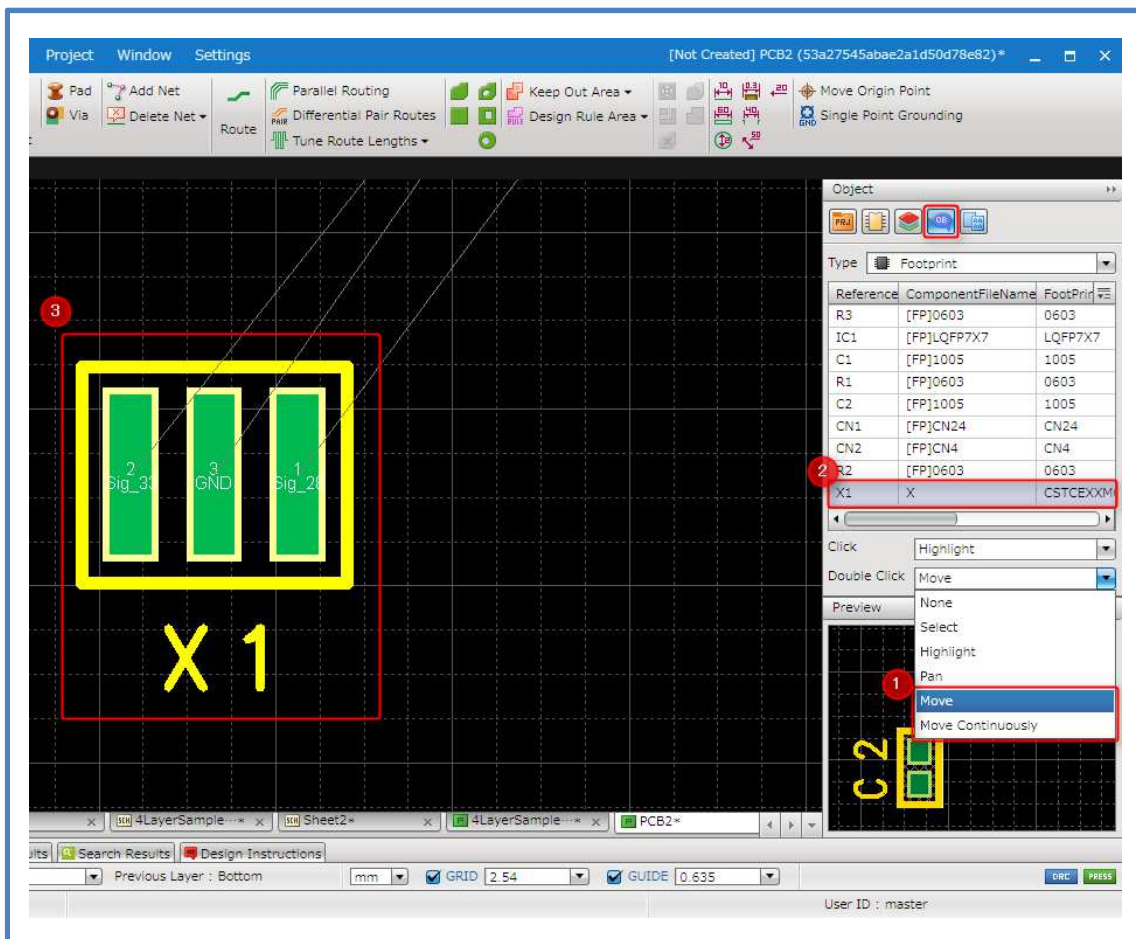 Project Window Settings [Not Created] PCB2 (53a27545abae2a1d50d78e82)*
Pad Add Net Parallel Routing Keep Out Area Move Origin Point
Via Delete Net Route Differential Pair Routes Design Rule Area Single Point Grounding
Tune Route Lengths
Object
PRJ OB
Type Footprint
Reference ComponentFileName FootPrir
R3 [FP]0603 0603
IC1 [FP]LQFP7X7 LQFP7X7
C1 [FP]1005 1005
R1 [FP]0603 0603
C2 [FP]1005 1005
CN1 [FP]CN24 CN24
CN2 [FP]CN4 CN4
R2 [FP]0603 0603
X1 X CSTCEXXM
3
2
2 3 1
Sig_33 GND Sig_28
X 1
Click Highlight
Double Click Move
Preview
None
Select
Highlight
Pan
1
Move
Move Continuously
C 2
4LayerSample...* Sheet2* 4LayerSample...* PCB2*
Search Results Design Instructions
Previous Layer : Bottom mm GRID 2.54 GUIDE 0.635 DRC PRESS
User ID : master